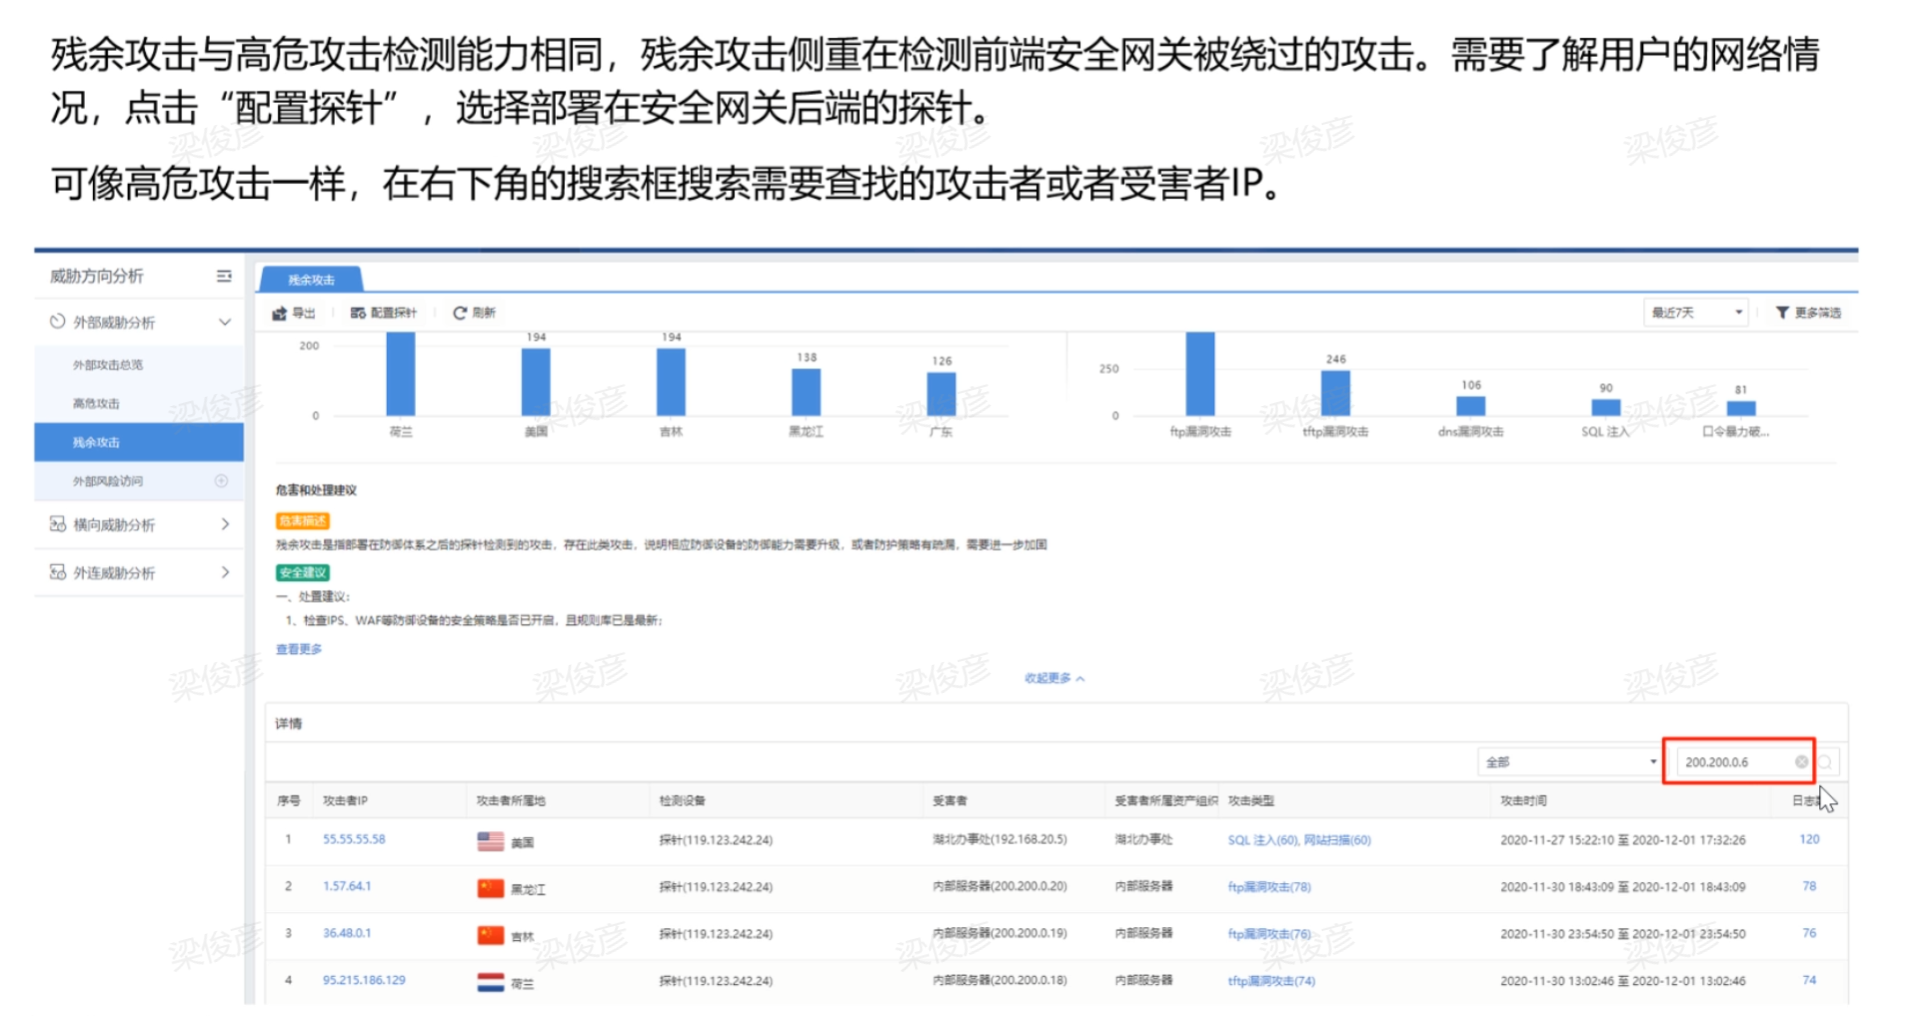 残余攻击与高危攻击检测能力相同，残余攻击侧重在检测前端安全网关被绕过的攻击。需要了解用户的网络情
况，点击“配置探针”，选择部署在安全网关后端的探针。
可像高危攻击一样，在右下角的搜索框搜索需要查找的攻击者或者受害者IP。
威胁方向分析
外部威胁分析
外部攻击总览
高危攻击
残余攻击
外部风险访问
横向威胁分析
外连威胁分析
残余攻击
导出 配置探针 刷新 最近7天 更多筛选
200 194 194 138 126
0
荷兰 美国 吉林 黑龙江 广东
250 246 106 90 81
0
ftp漏洞攻击 tftp漏洞攻击 dns漏洞攻击 SQL 注入 口令暴力破...
危害和处理建议
危害描述
残余攻击是指部署在防御体系之后的探针检测到的攻击，存在此类攻击，说明相应防御设备的防御能力需要升级，或者防护策略有疏漏，需要进一步加固
安全建议
一、处置建议：
1、检查IPS、WAF等防御设备的安全策略是否已开启，且规则库已是最新；
查看更多
收起更多
详情
全部 200.200.0.6
序号 攻击者IP 攻击者所属地 检测设备 受害者 受害者所属资产组织 攻击类型 攻击时间 日志
1 55.55.55.58 美国 探针(119.123.242.24) 湖北办事处(192.168.20.5) 湖北办事处 SQL 注入(60), 网站扫描(60) 2020-11-27 15:22:10 至 2020-12-01 17:32:26 120
2 1.57.64.1 黑龙江 探针(119.123.242.24) 内部服务器(200.200.0.20) 内部服务器 ftp漏洞攻击(78) 2020-11-30 18:43:09 至 2020-12-01 18:43:09 78
3 36.48.0.1 吉林 探针(119.123.242.24) 内部服务器(200.200.0.19) 内部服务器 ftp漏洞攻击(76) 2020-11-30 23:54:50 至 2020-12-01 23:54:50 76
4 95.215.186.129 荷兰 探针(119.123.242.24) 内部服务器(200.200.0.18) 内部服务器 tftp漏洞攻击(74) 2020-11-30 13:02:46 至 2020-12-01 13:02:46 74
梁俊彦